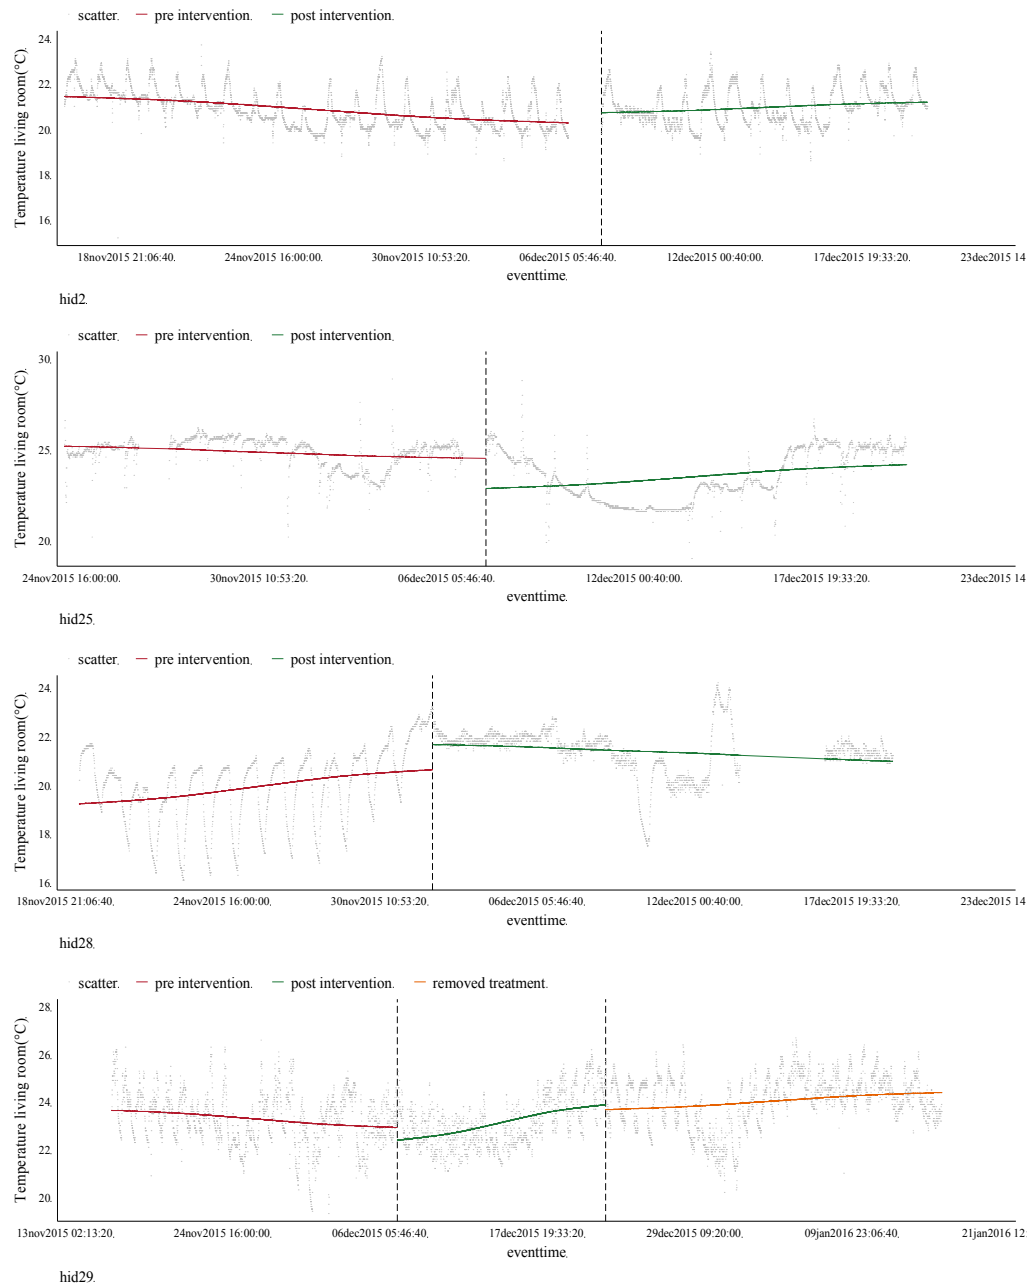 scatter. pre intervention. post intervention.
Temperature living room(°C).
24.
22.
20.
18.
16.
18nov2015 21:06:40. 24nov2015 16:00:00. 30nov2015 10:53:20. 06dec2015 05:46:40. 12dec2015 00:40:00. 17dec2015 19:33:20. 23dec2015 14
eventtime.
hid2.
scatter. pre intervention. post intervention.
Temperature living room(°C).
30.
25.
20.
24nov2015 16:00:00. 30nov2015 10:53:20. 06dec2015 05:46:40. 12dec2015 00:40:00. 17dec2015 19:33:20. 23dec2015 14
eventtime.
hid25.
scatter. pre intervention. post intervention.
Temperature living room(°C).
24.
22.
20.
18.
16.
18nov2015 21:06:40. 24nov2015 16:00:00. 30nov2015 10:53:20. 06dec2015 05:46:40. 12dec2015 00:40:00. 17dec2015 19:33:20. 23dec2015 14
eventtime.
hid28.
scatter. pre intervention. post intervention. removed treatment.
Temperature living room(°C).
28.
26.
24.
22.
20.
13nov2015 02:13:20. 24nov2015 16:00:00. 06dec2015 05:46:40. 17dec2015 19:33:20. 29dec2015 09:20:00. 09jan2016 23:06:40. 21jan2016 12:
eventtime.
hid29.